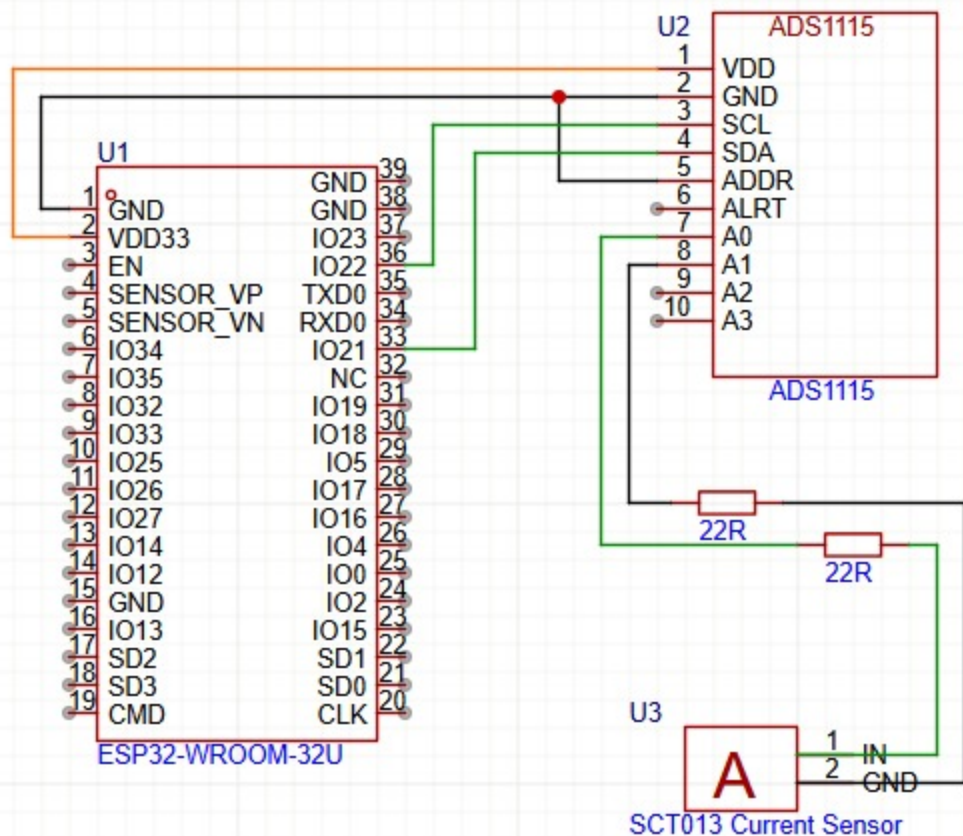 U2
ADS1115
1 VDD
2 GND
3 SCL
4 SDA
5 ADDR
6 ALRT
7 A0
8 A1
9 A2
10 A3
ADS1115
U1
1 GND
2 VDD33
3 EN
4 SENSOR_VP
5 SENSOR_VN
6 IO34
7 IO35
8 IO32
9 IO33
10 IO25
11 IO26
12 IO27
13 IO14
14 IO12
15 GND
16 IO13
17 SD2
18 SD3
19 CMD
GND 39
GND 38
IO23 37
IO22 36
TXD0 35
RXD0 34
IO21 33
NC 32
IO19 31
IO18 30
IO5 29
IO17 28
IO16 27
IO4 26
IO0 25
IO2 24
IO15 23
SD1 22
SD0 21
CLK 20
ESP32-WROOM-32U
22R
22R
U3
A
1 IN
2 GND
SCT013 Current Sensor